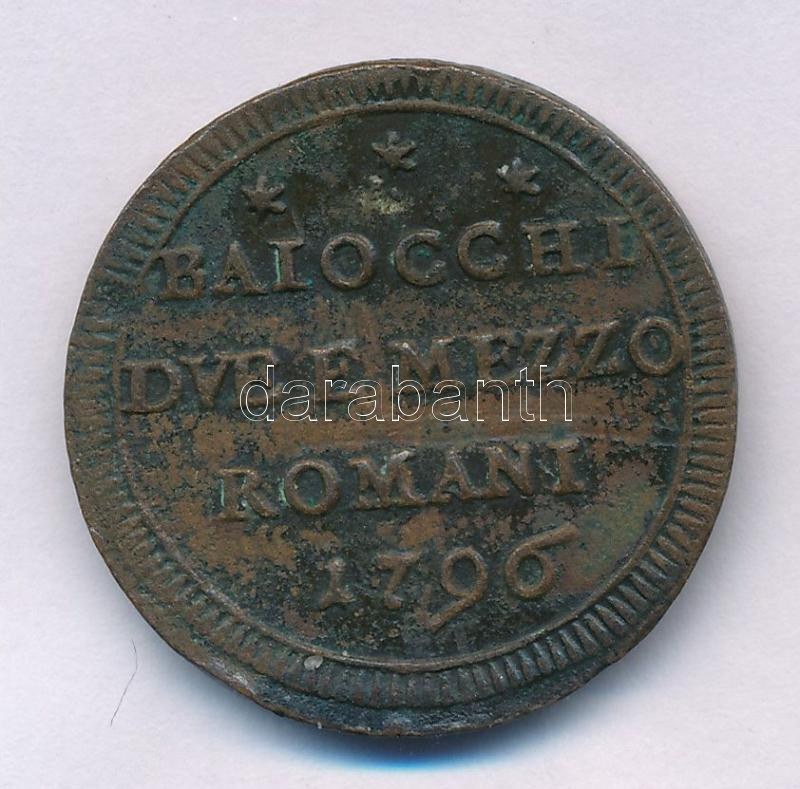 BAIOCCHI
DVE E MEZZO
darabanth
ROMANI
1796